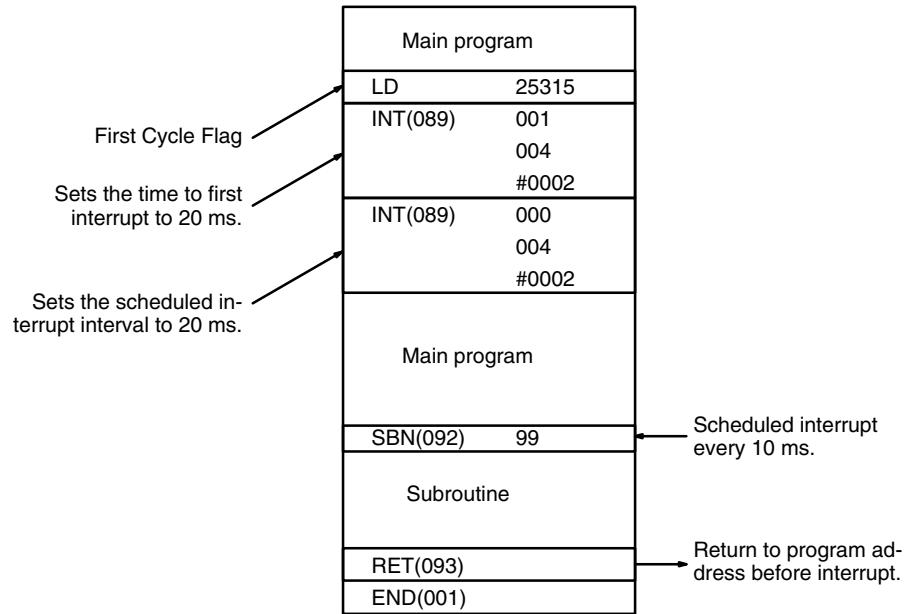 Main program
LD 25315
First Cycle Flag
INT(089) 001
004
#0002
Sets the time to first
interrupt to 20 ms.
INT(089) 000
004
#0002
Sets the scheduled in-
terrupt interval to 20 ms.
Main program
SBN(092) 99
Scheduled interrupt
every 10 ms.
Subroutine
RET(093)
Return to program ad-
dress before interrupt.
END(001)